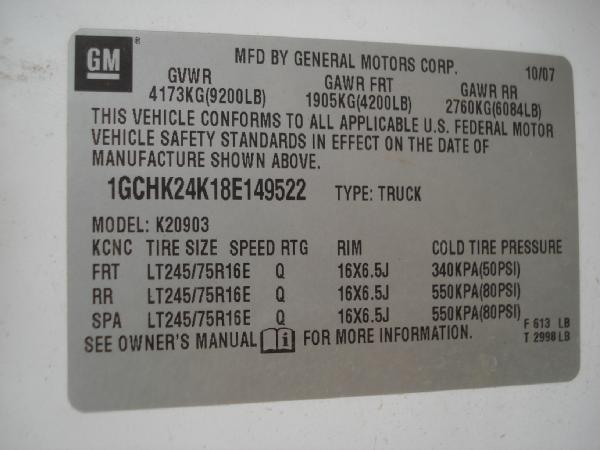 GM ®
MFD BY GENERAL MOTORS CORP. 10/07
GVWR GAWR FRT GAWR RR
4173KG(9200LB) 1905KG(4200LB) 2760KG(6084LB)
THIS VEHICLE CONFORMS TO ALL APPLICABLE U.S. FEDERAL MOTOR
VEHICLE SAFETY STANDARDS IN EFFECT ON THE DATE OF
MANUFACTURE SHOWN ABOVE.
1GCHK24K18E149522 TYPE: TRUCK
MODEL: K20903
KCNC TIRE SIZE SPEED RTG RIM COLD TIRE PRESSURE
FRT LT245/75R16E Q 16X6.5J 340KPA(50PSI)
RR LT245/75R16E Q 16X6.5J 550KPA(80PSI)
SPA LT245/75R16E Q 16X6.5J 550KPA(80PSI)
SEE OWNER'S MANUAL i FOR MORE INFORMATION.
F 613 LB
T 2998 LB